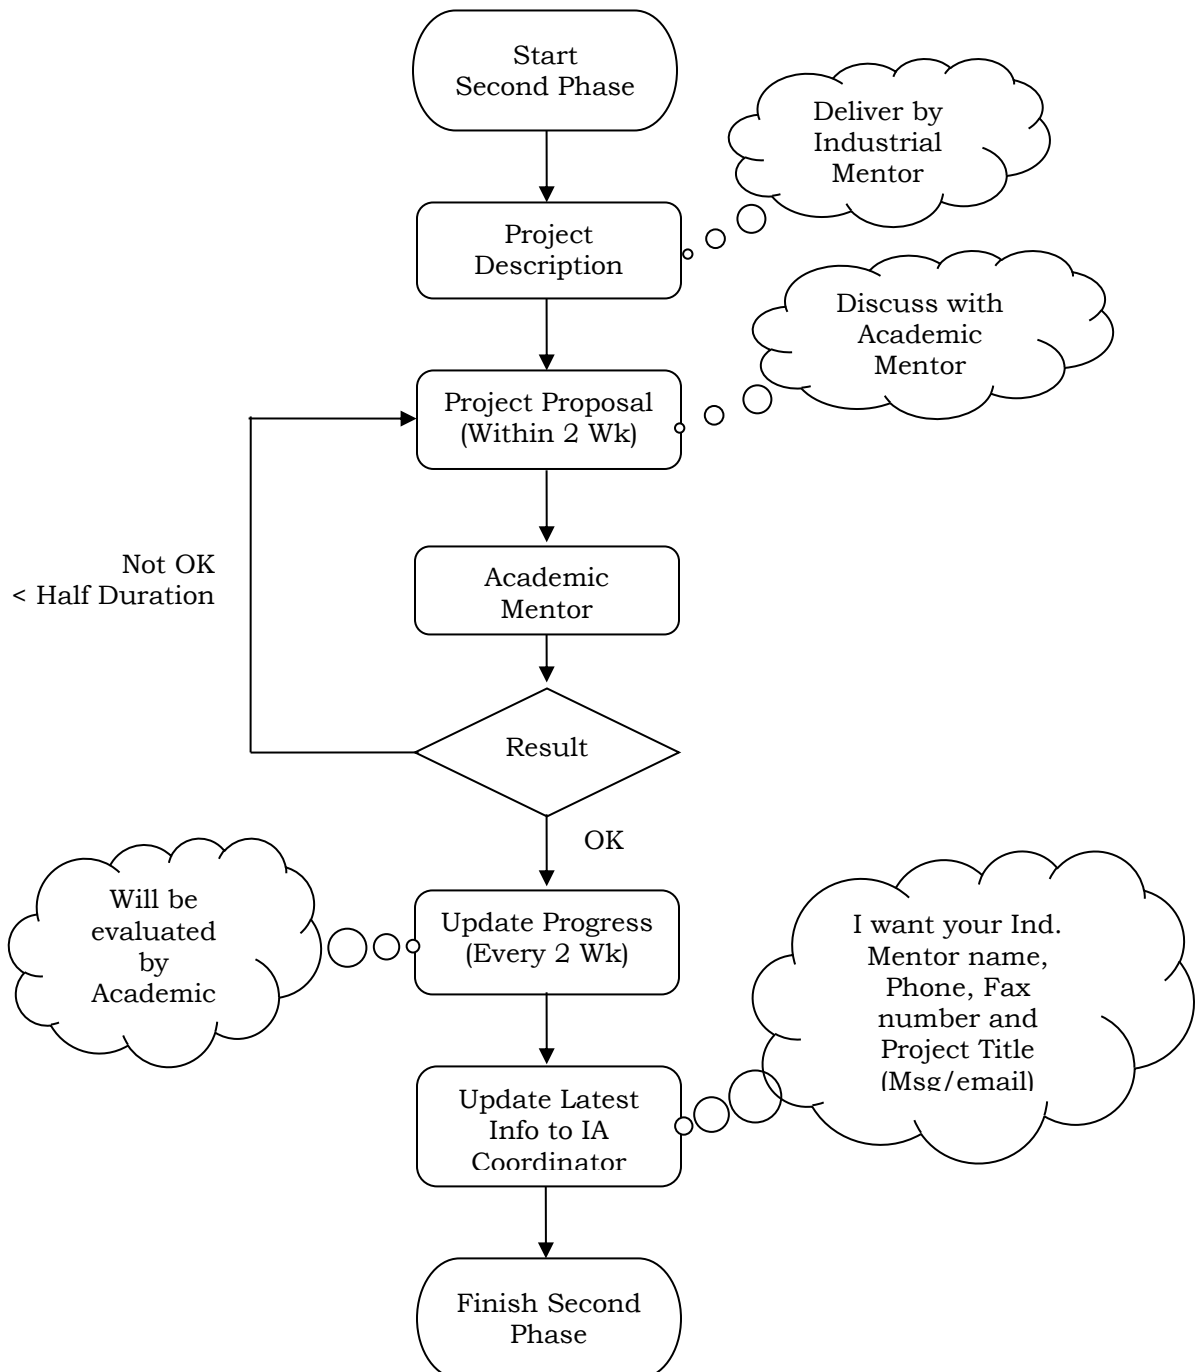 Start
Second Phase
Deliver by
Industrial
Mentor
Project
Description
Discuss with
Academic
Mentor
Project Proposal
(Within 2 Wk)
Not OK
< Half Duration
Academic
Mentor
Result
OK
Will be
evaluated
by
Academic
Update Progress
(Every 2 Wk)
I want your Ind.
Mentor name,
Phone, Fax
number and
Project Title
(Msg/email)
Update Latest
Info to IA
Coordinator
Finish Second
Phase